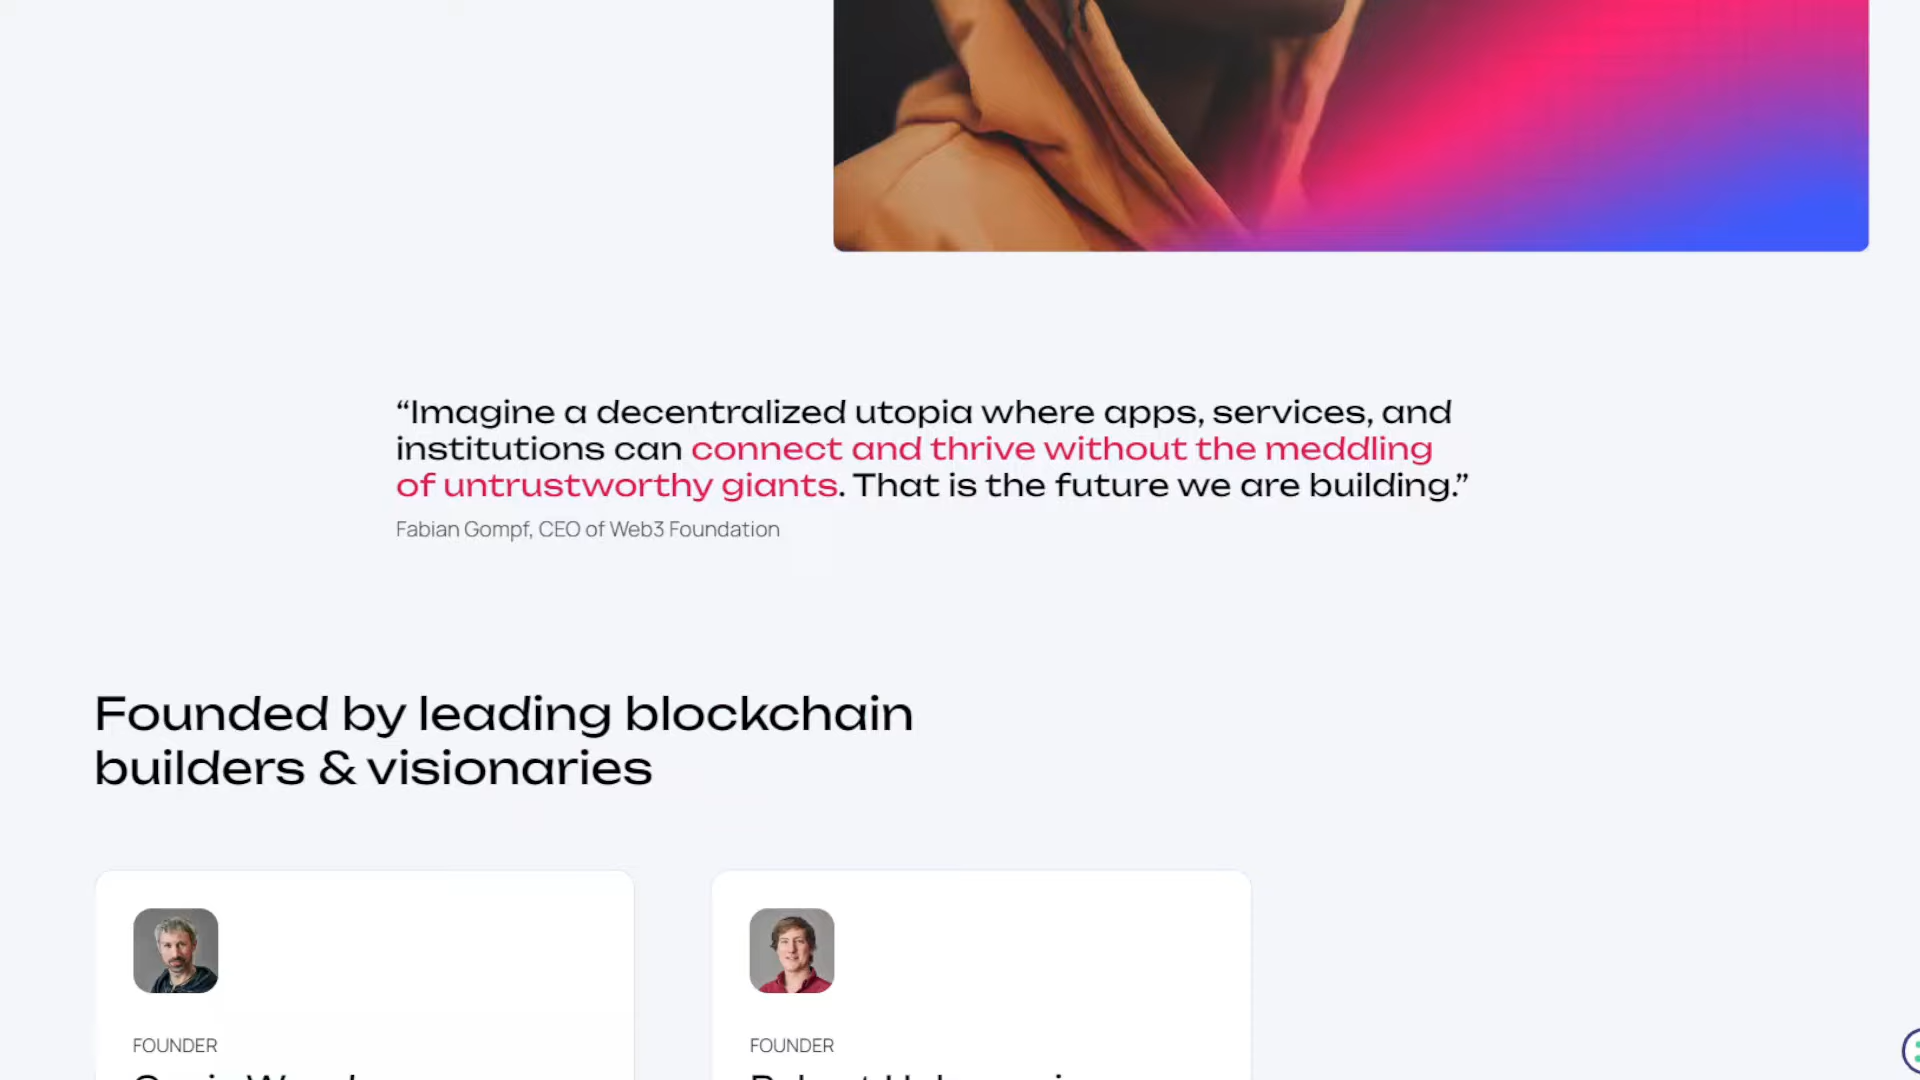 “Imagine a decentralized utopia where apps, services, and
institutions can connect and thrive without the meddling
of untrustworthy giants. That is the future we are building.”
Fabian Gompf, CEO of Web3 Foundation
Founded by leading blockchain
builders & visionaries
FOUNDER
FOUNDER